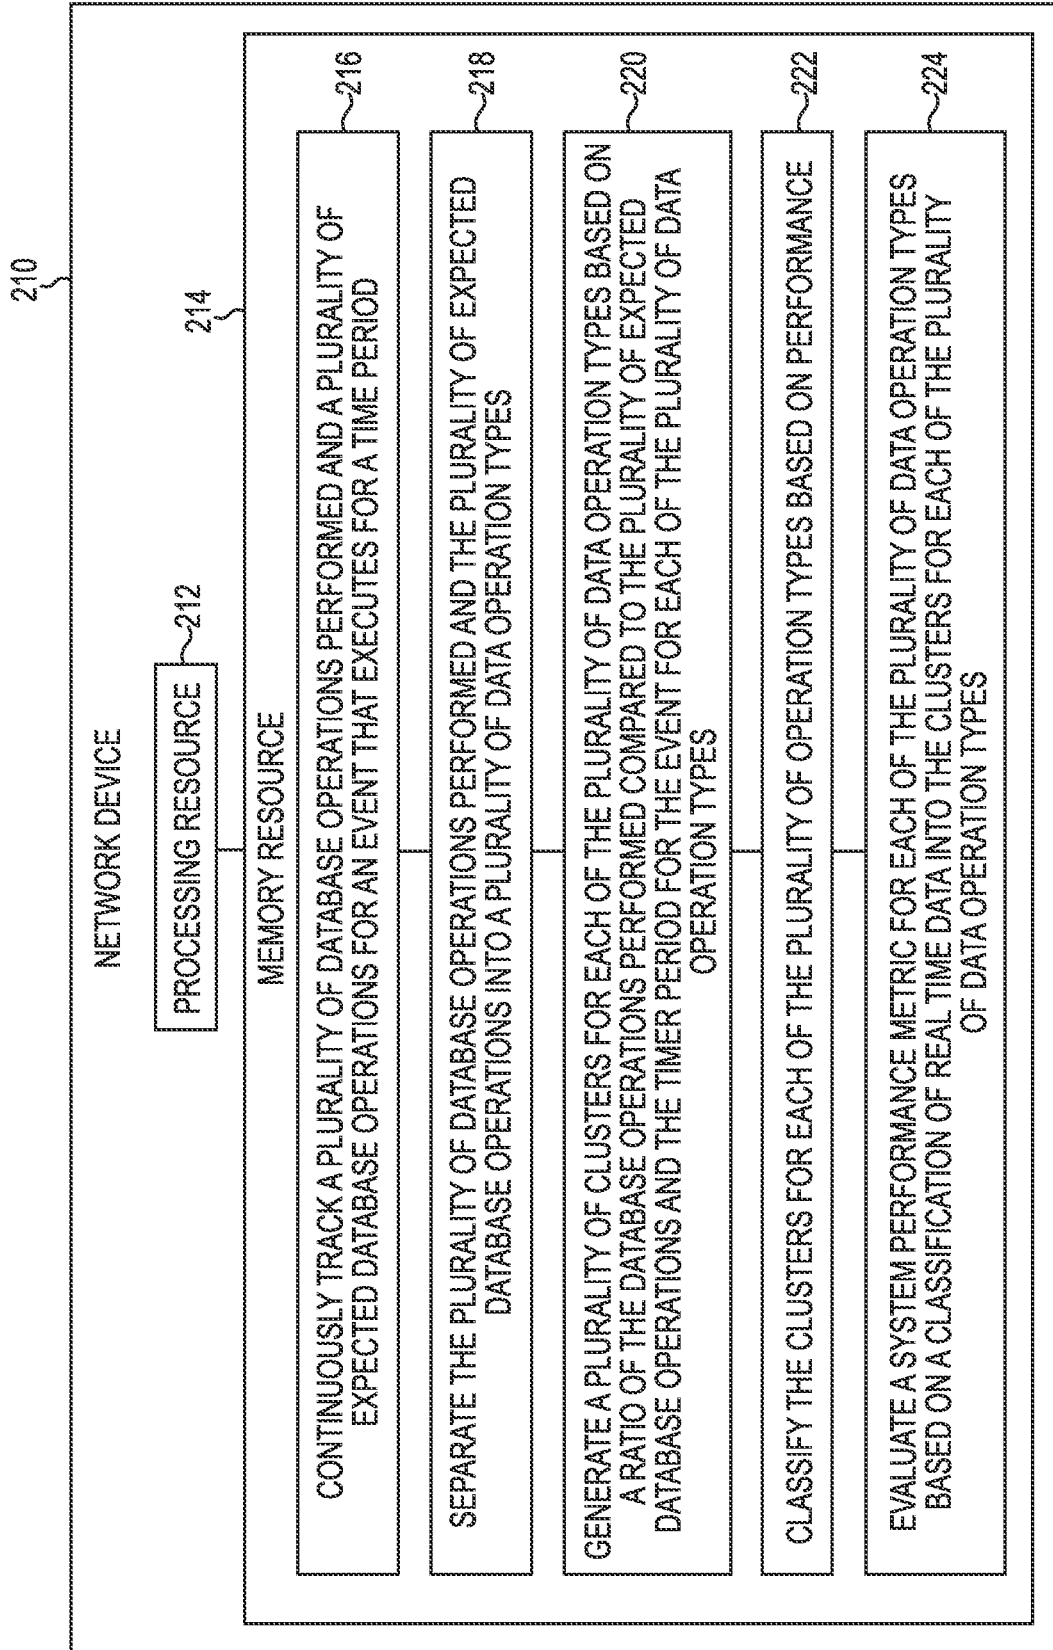 210
NETWORK DEVICE
PROCESSING RESOURCE
212
214
MEMORY RESOURCE
CONTINUOUSLY TRACK A PLURALITY OF DATABASE OPERATIONS PERFORMED AND A PLURALITY OF
EXPECTED DATABASE OPERATIONS FOR AN EVENT THAT EXECUTES FOR A TIME PERIOD
216
SEPARATE THE PLURALITY OF DATABASE OPERATIONS PERFORMED AND THE PLURALITY OF EXPECTED
DATABASE OPERATIONS INTO A PLURALITY OF DATA OPERATION TYPES
218
GENERATE A PLURALITY OF CLUSTERS FOR EACH OF THE PLURALITY OF DATA OPERATION TYPES BASED ON
A RATIO OF THE DATABASE OPERATIONS PERFORMED COMPARED TO THE PLURALITY OF EXPECTED
DATABASE OPERATIONS AND THE TIMER PERIOD FOR THE EVENT FOR EACH OF THE PLURALITY OF DATA
OPERATION TYPES
220
CLASSIFY THE CLUSTERS FOR EACH OF THE PLURALITY OF OPERATION TYPES BASED ON PERFORMANCE
222
EVALUATE A SYSTEM PERFORMANCE METRIC FOR EACH OF THE PLURALITY OF DATA OPERATION TYPES
BASED ON A CLASSIFICATION OF REAL TIME DATA INTO THE CLUSTERS FOR EACH OF THE PLURALITY
OF DATA OPERATION TYPES
224